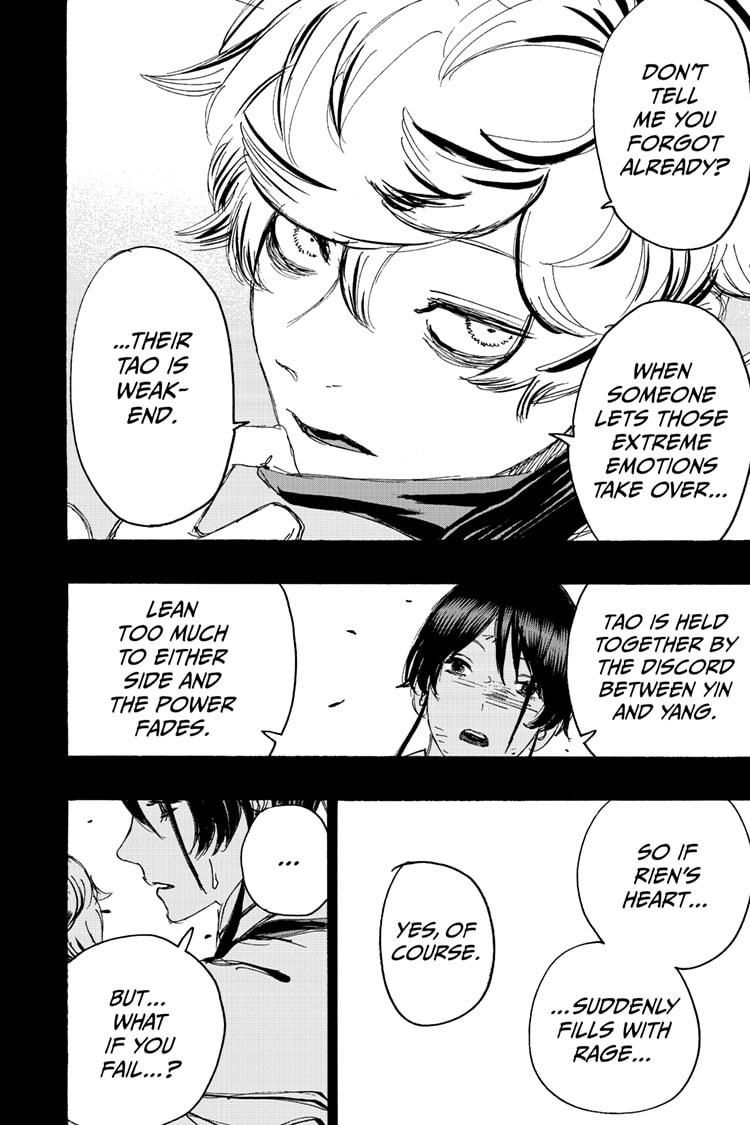 DON'T
TELL
ME YOU
FORGOT
ALREADY?
WHEN
SOMEONE
LETS THOSE
EXTREME
EMOTIONS
TAKE OVER...
...THEIR
TAO IS
WEAK-
END.
TAO IS HELD
TOGETHER BY
THE DISCORD
BETWEEN YIN
AND YANG.
LEAN
TOO MUCH
TO EITHER
SIDE AND
THE POWER
FADES.
SO IF
RIEN'S
HEART...
...SUDDENLY
FILLS WITH
RAGE...
YES, OF
COURSE.
...
BUT...
WHAT
IF YOU
FAIL...?